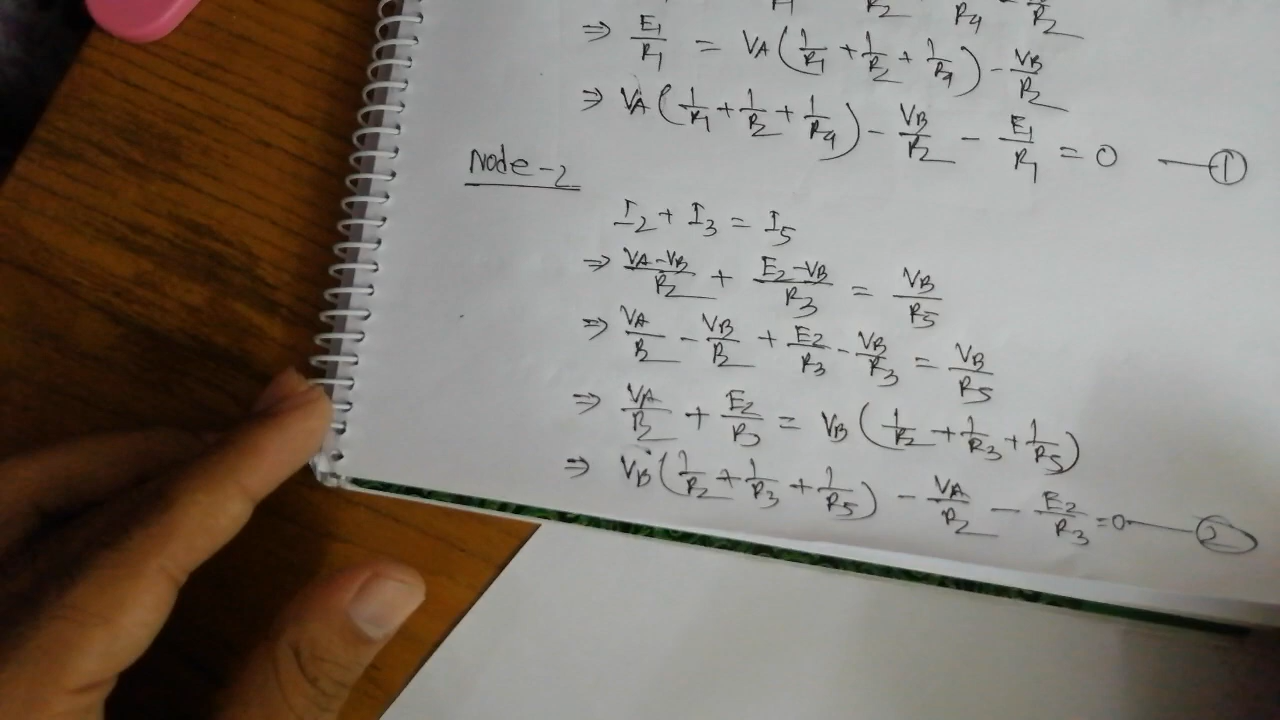 R2 R4 R2
⇒ E1/R1 = VA(1/R1 + 1/R2 + 1/R4) - VB/R2
⇒ VA(1/R1 + 1/R2 + 1/R4) - VB/R2 - E1/R1 = 0 —①
Node-2
I2 + I3 = I5
⇒ VA-VB/R2 + E2-VB/R3 = VB/R5
⇒ VA/R2 - VB/R2 + E2/R3 - VB/R3 = VB/R5
⇒ VA/R2 + E2/R3 = VB(1/R2 + 1/R3 + 1/R5)
⇒ VB(1/R2 + 1/R3 + 1/R5) - VA/R2 - E2/R3 = 0 —②